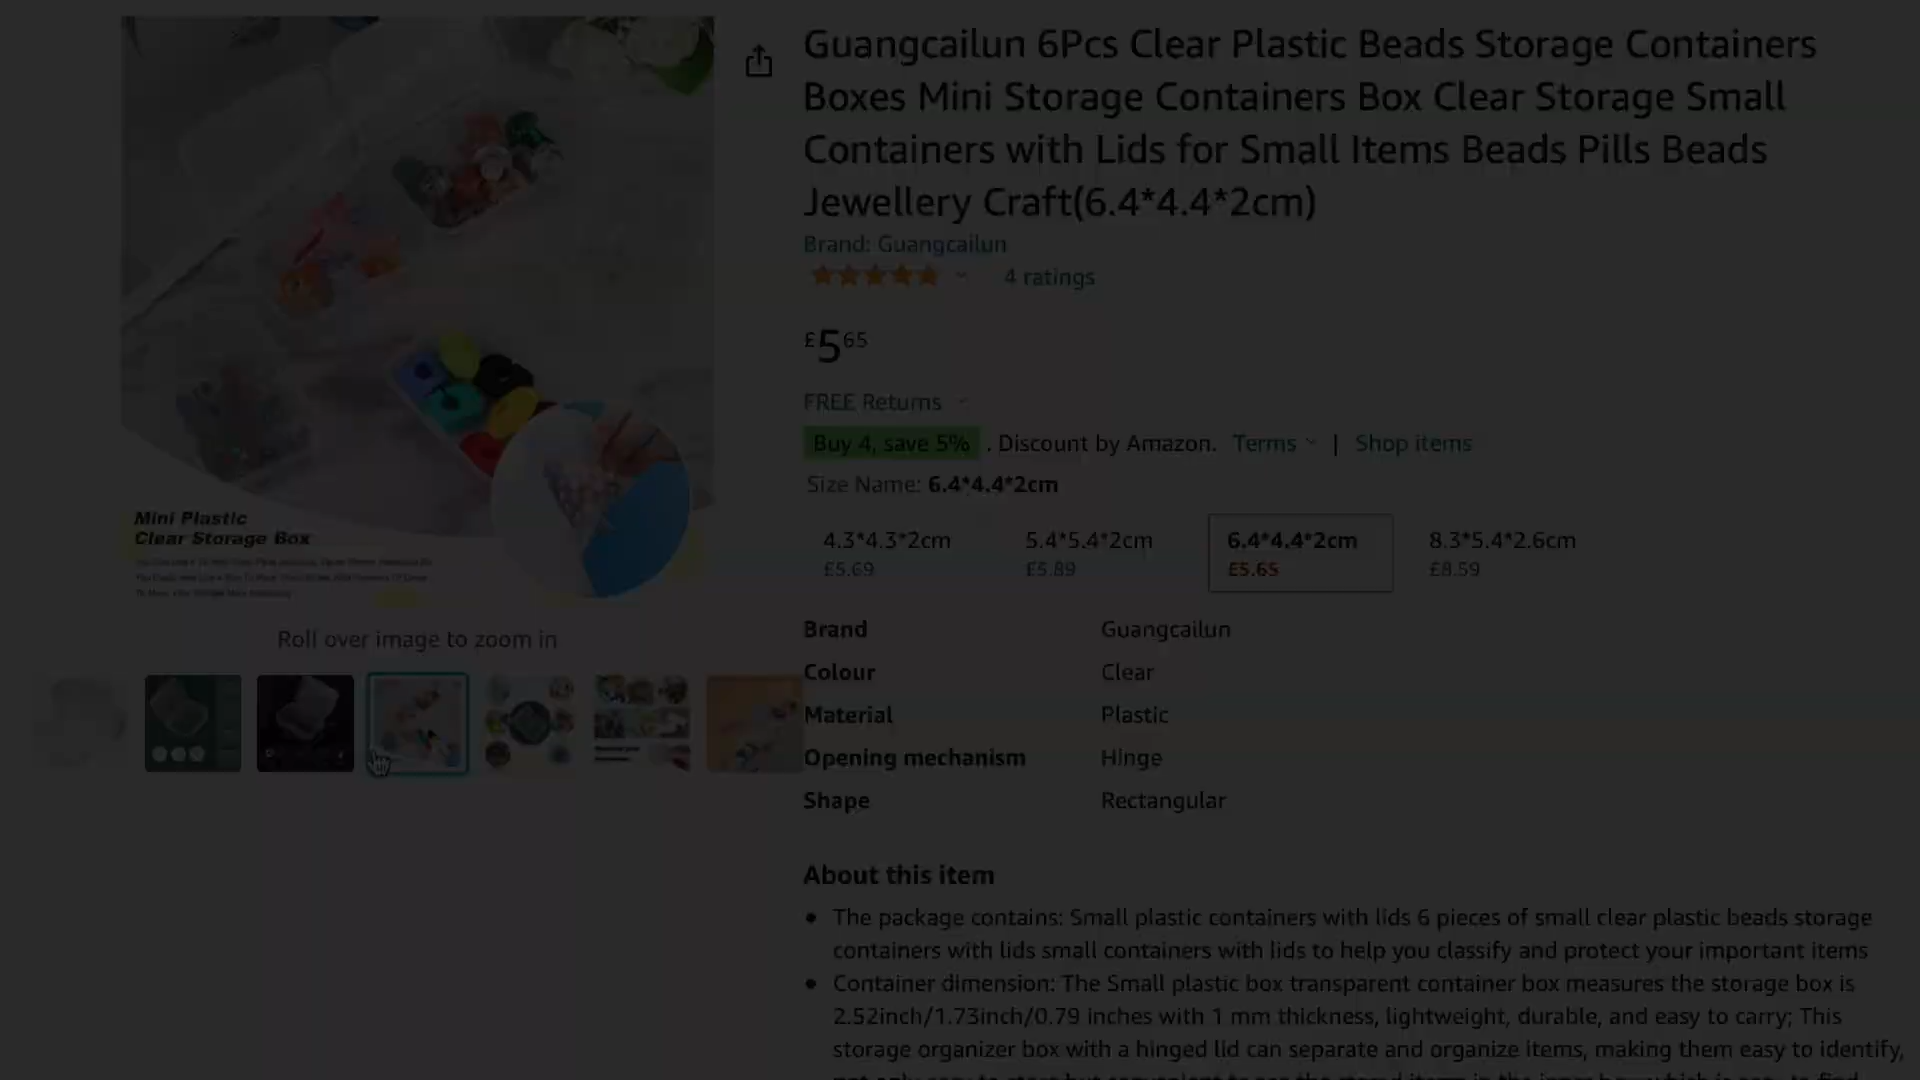 Guangcailun 6Pcs Clear Plastic Beads Storage Containers
Boxes Mini Storage Containers Box Clear Storage Small
Containers with Lids for Small Items Beads Pills Beads
Jewellery Craft(6.4*4.4*2cm)
Brand: Guangcailun
4 ratings
£5 65
FREE Returns
Buy 4, save 5% . Discount by Amazon. Terms | Shop items
Size Name: 6.4*4.4*2cm
4.3*4.3*2cm 5.4*5.4*2cm 6.4*4.4*2cm 8.3*5.4*2.6cm
£5.69 £5.89 £5.65 £8.59
Mini Plastic
Clear Storage Box
Roll over image to zoom in
Brand Guangcailun
Colour Clear
Material Plastic
Opening mechanism Hinge
Shape Rectangular
About this item
The package contains: Small plastic containers with lids 6 pieces of small clear plastic beads storage
containers with lids small containers with lids to help you classify and protect your important items
Container dimension: The Small plastic box transparent container box measures the storage box is
2.52inch/1.73inch/0.79 inches with 1 mm thickness, lightweight, durable, and easy to carry; This
storage organizer box with a hinged lid can separate and organize items, making them easy to identify,